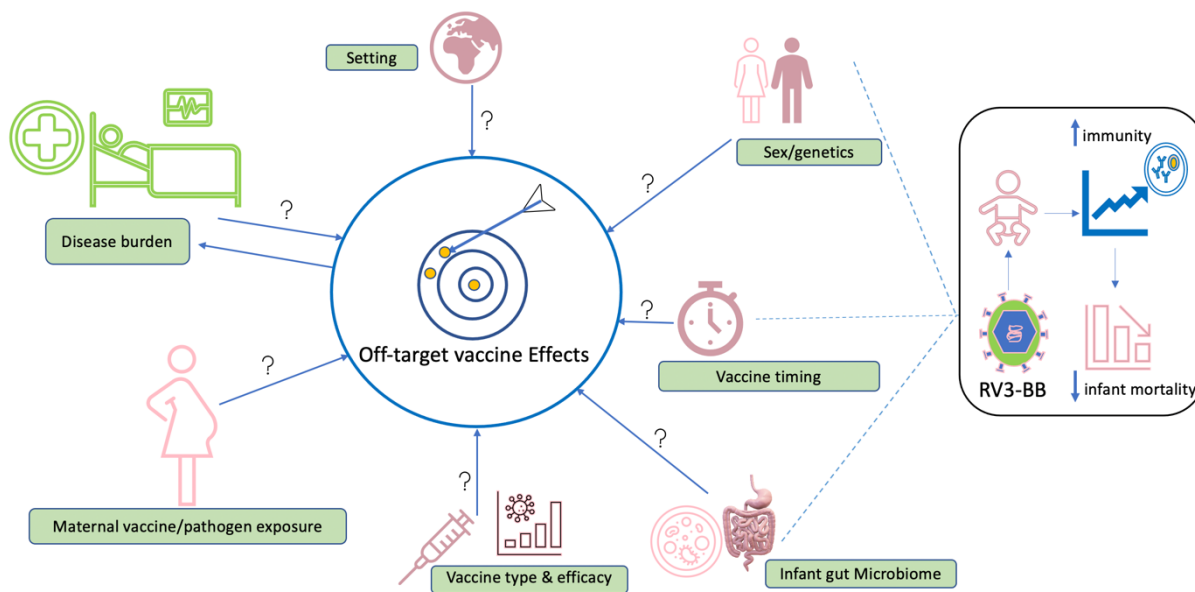 Setting
?
Sex/genetics
?
Disease burden
?
Off-target vaccine Effects
?
Vaccine timing
?
Maternal vaccine/pathogen exposure
?
Vaccine type & efficacy
?
Infant gut Microbiome
immunity
RV3-BB
infant mortality